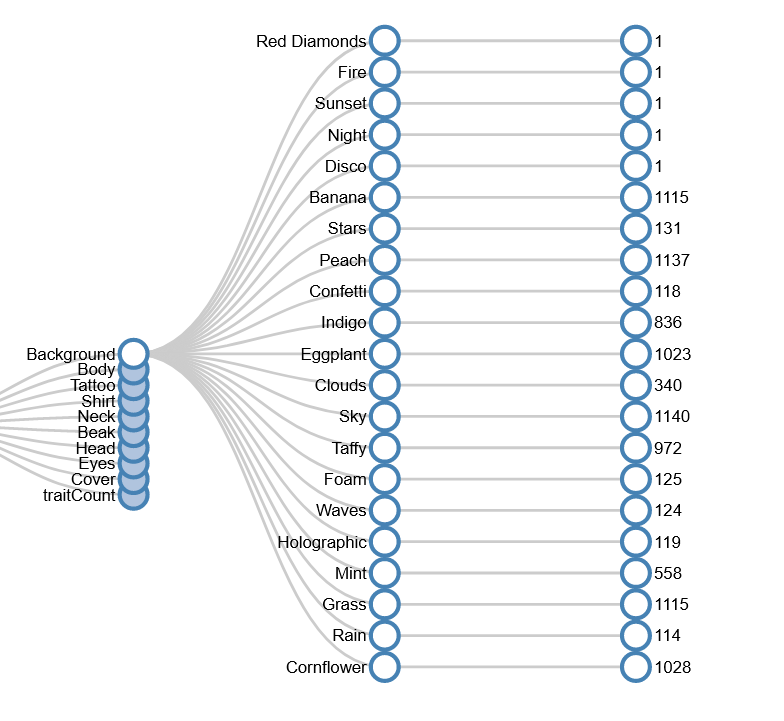 Red Diamonds 1
Fire 1
Sunset 1
Night 1
Disco 1
Banana 1115
Stars 131
Peach 1137
Confetti 118
Indigo 836
Background Eggplant 1023
Body
Tattoo Clouds 340
Shirt
Neck Sky 1140
Beak
Head Taffy 972
Eyes
Cover Foam 125
traitCount
Waves 124
Holographic 119
Mint 558
Grass 1115
Rain 114
Cornflower 1028